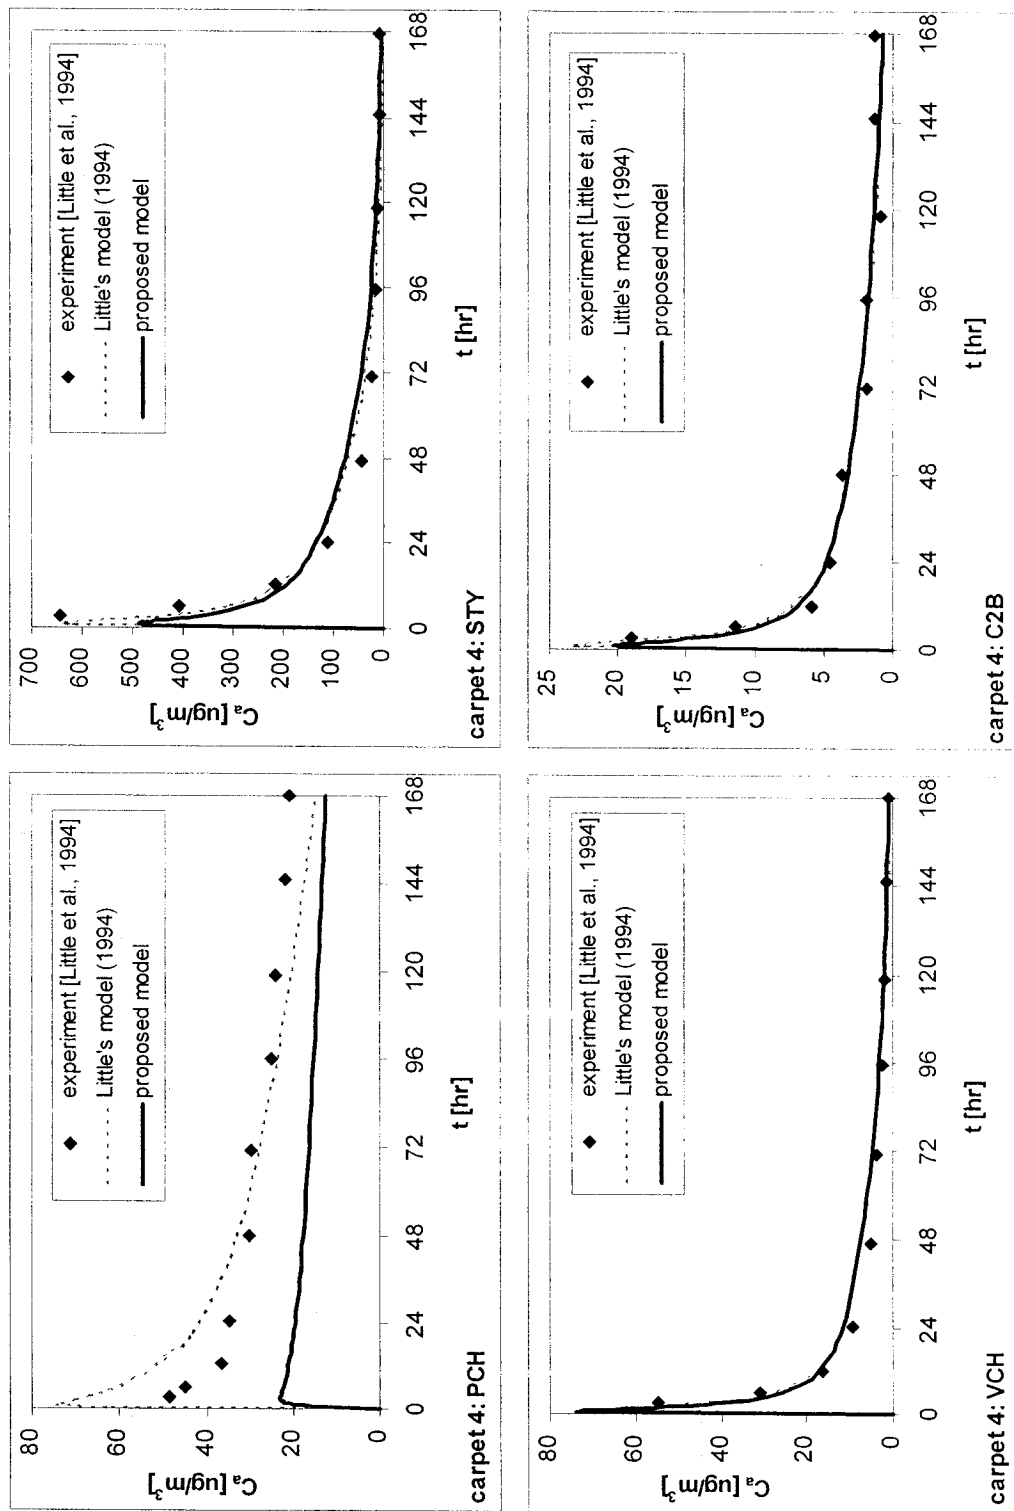 80
60
40
20
0
Cₐ [ug/m³]
experiment [Little et al., 1994]
Little's model (1994)
proposed model
0 24 48 72 96 120 144 168
t [hr]
carpet 4: PCH
700
600
500
400
300
200
100
0
Cₐ [ug/m³]
experiment [Little et al., 1994]
Little's model (1994)
proposed model
0 24 48 72 96 120 144 168
t [hr]
carpet 4: STY
80
60
40
20
0
Cₐ [ug/m³]
experiment [Little et al., 1994]
Little's model (1994)
proposed model
0 24 48 72 96 120 144 168
t [hr]
carpet 4: VCH
25
20
15
10
5
0
Cₐ [ug/m³]
experiment [Little et al., 1994]
Little's model (1994)
proposed model
0 24 48 72 96 120 144 168
t [hr]
carpet 4: C2B